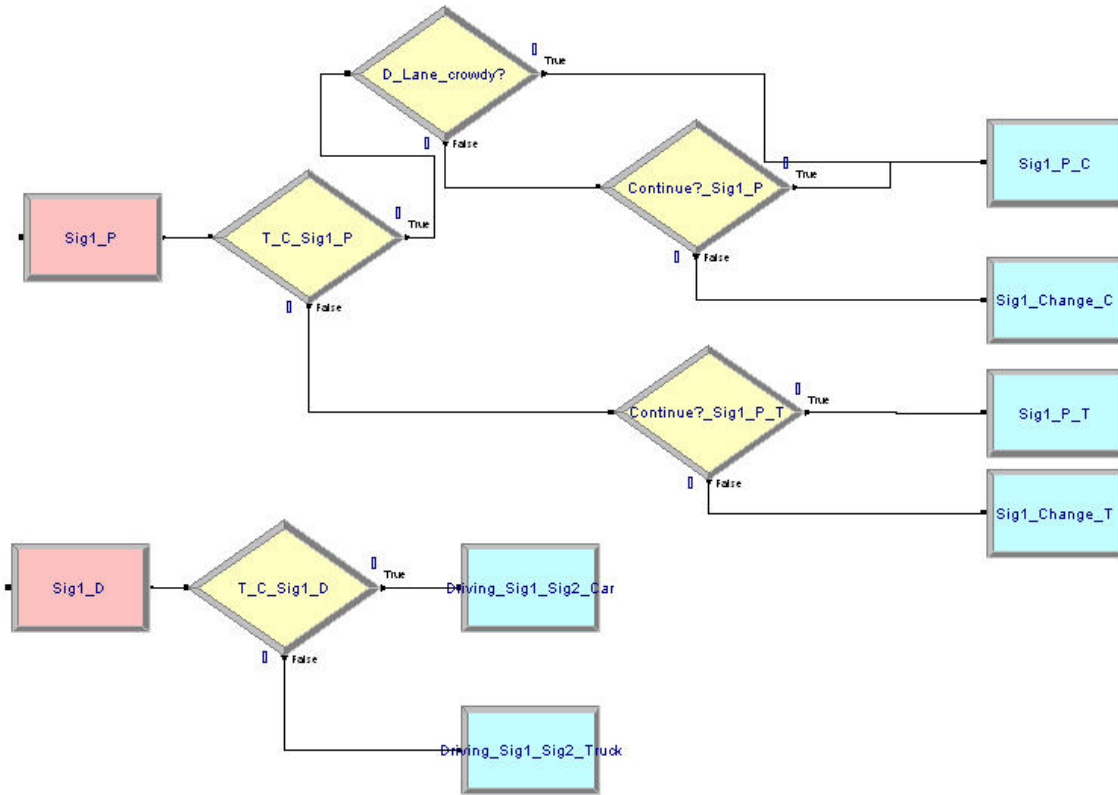 D_Lane_crowdy?
True
False
Continue?_Sig1_P
True
False
Sig1_P_C
Sig1_P
T_C_Sig1_P
True
False
Sig1_Change_C
Continue?_Sig1_P_T
True
False
Sig1_P_T
Sig1_Change_T
Sig1_D
T_C_Sig1_D
True
False
Driving_Sig1_Sig2_Car
Driving_Sig1_Sig2_Truck